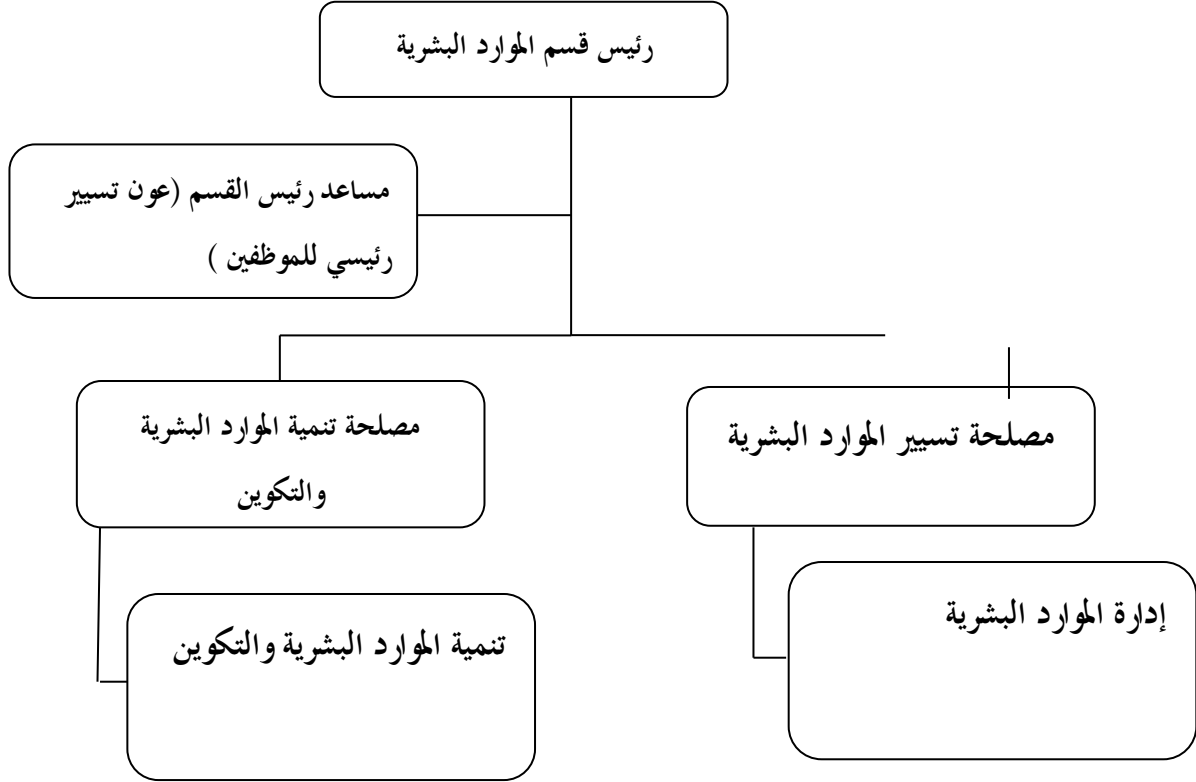 رئيس قسم الموارد البشرية
مساعد رئيس القسم (عون تسيير
رئيسي للموظفين )
مصلحة تسيير الموارد البشرية
مصلحة تنمية الموارد البشرية
والتكوين
إدارة الموارد البشرية
تنمية الموارد البشرية والتكوين